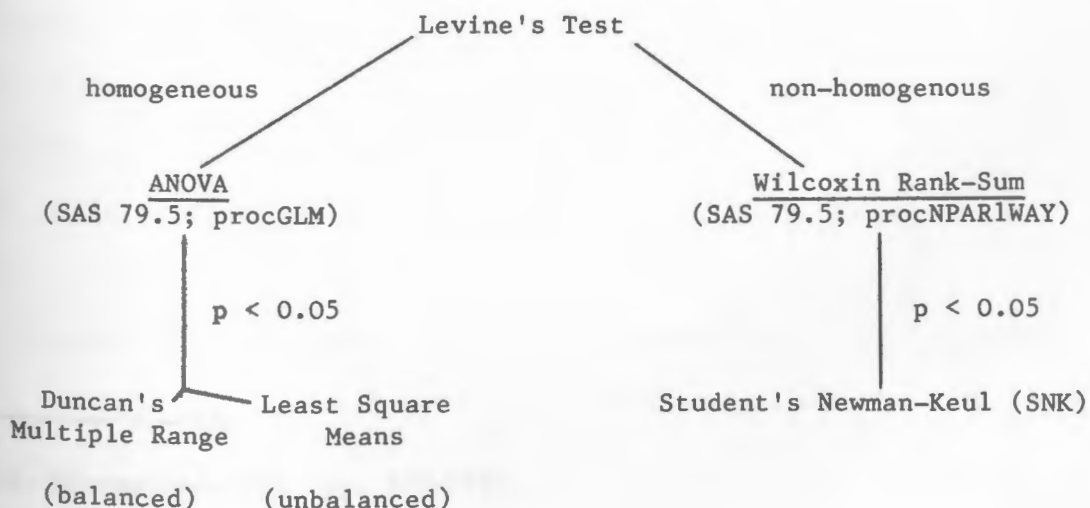 Levine's Test
homogeneous
non-homogenous
ANOVA
(SAS 79.5; procGLM)
Wilcoxin Rank-Sum
(SAS 79.5; procNPAR1WAY)
p < 0.05
p < 0.05
Duncan's
Multiple Range
(balanced)
Least Square
Means
(unbalanced)
Student's Newman-Keul (SNK)